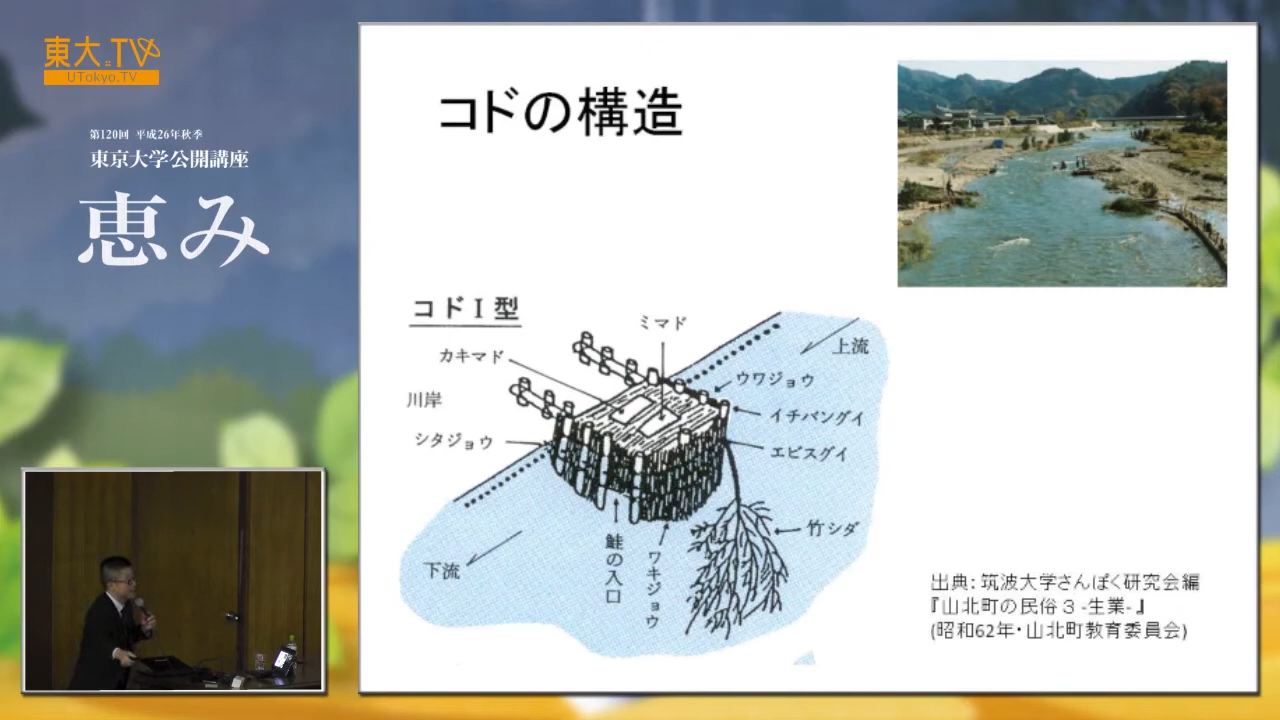 東大.TV
UTokyo.TV
第120回 平成26年秋季
東京大学公開講座
恵み
コドの構造
コドⅠ型
ミマド
カキマド
上流
ウワジョウ
川岸
イチバングイ
シタジョウ
エビスグイ
竹シダ
鮭の入口
ワキジョウ
下流
出典: 筑波大学さんぽく研究会編
『山北町の民俗 3 -生業- 』
(昭和62年・山北町教育委員会)